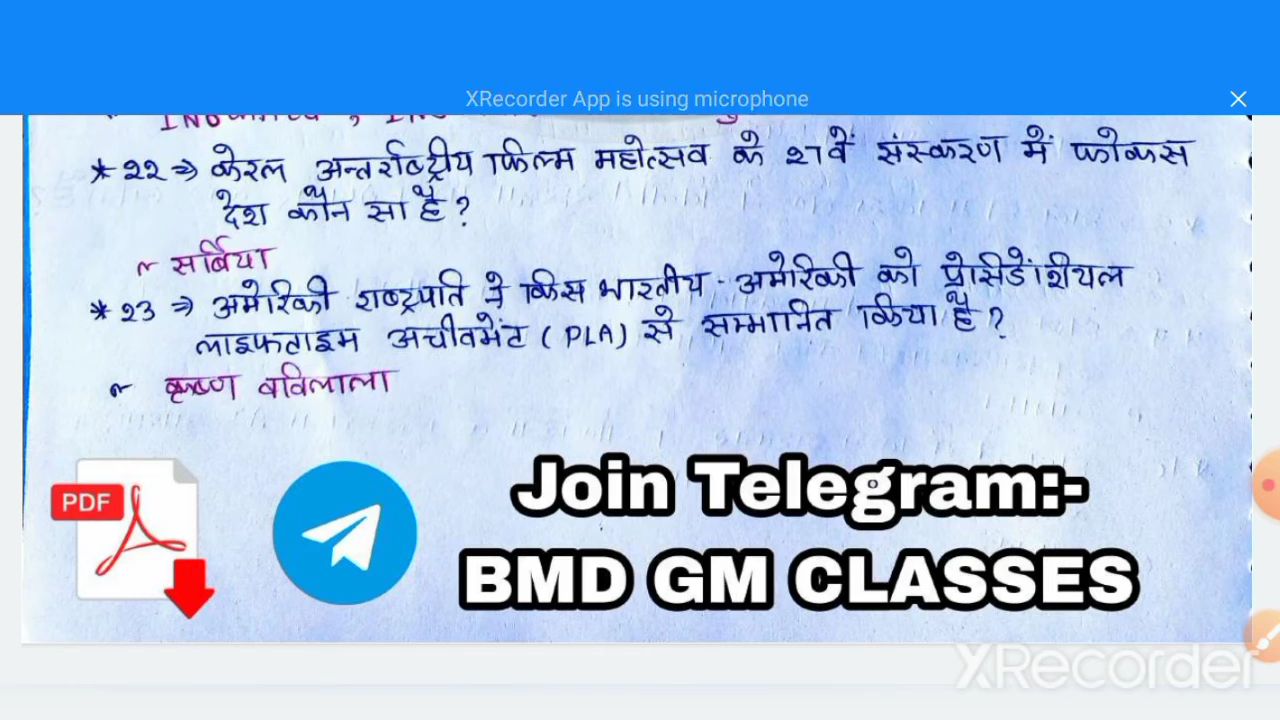 XRecorder App is using microphone
*22 ⇒ केरल अन्तर्राष्ट्रीय फिल्म महोत्सव के 27वें संस्करण में फोकस
देश कौन सा है?
~ सर्बिया
*23 ⇒ अमेरिकी राष्ट्रपति ने किस भारतीय - अमेरिकी को प्रेसिडेंशियल
लाइफटाइम अचीवमेंट (PLA) से सम्मानित किया है?
~ कृष्ण वविलाला
PDF
Join Telegram:-
BMD GM CLASSES
XRecorder